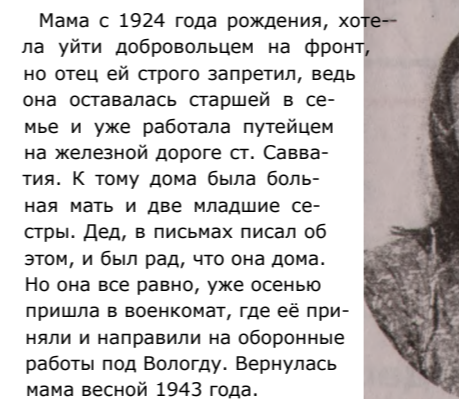 Мама с 1924 года рождения, хоте-
ла уйти добровольцем на фронт,
но отец ей строго запретил, ведь
она оставалась старшей в се-
мье и уже работала путейцем
на железной дороге ст. Савва-
тия. К тому дома была боль-
ная мать и две младшие се-
стры. Дед, в письмах писал об
этом, и был рад, что она дома.
Но она все равно, уже осенью
пришла в военкомат, где её при-
няли и направили на оборонные
работы под Вологду. Вернулась
мама весной 1943 года.